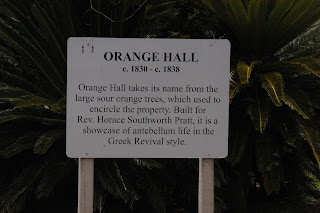 ORANGE HALL
c. 1830 - c. 1838
Orange Hall takes its name from the
large sour orange trees, which used to
encircle the property. Built for
Rev. Horace Southworth Pratt, it is a
showcase of antebellum life in the
Greek Revival style.